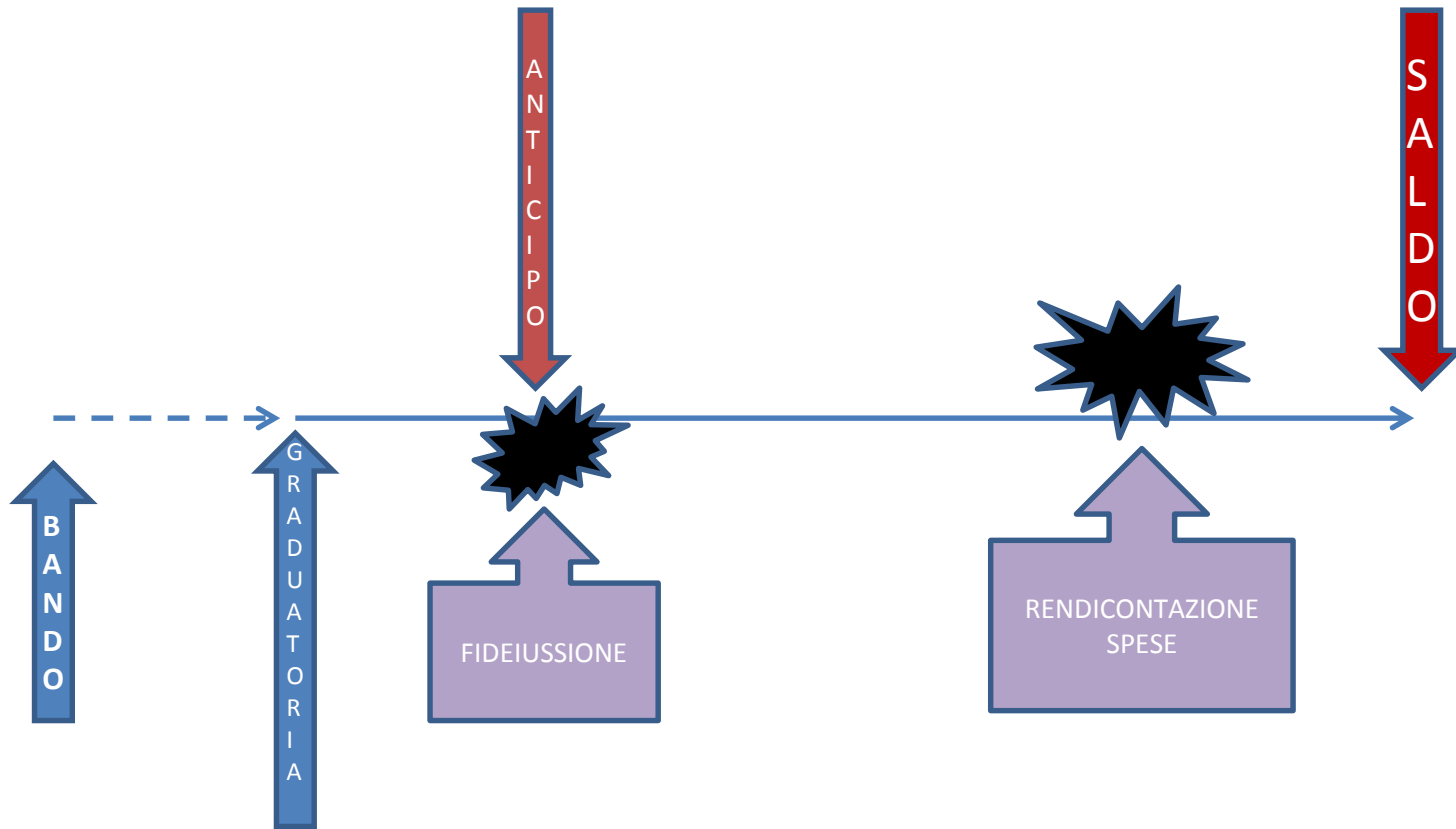 ANTICIPO
SALDO
BANDO
GRADUATORIA
FIDEIUSSIONE
RENDICONTAZIONE
SPESE